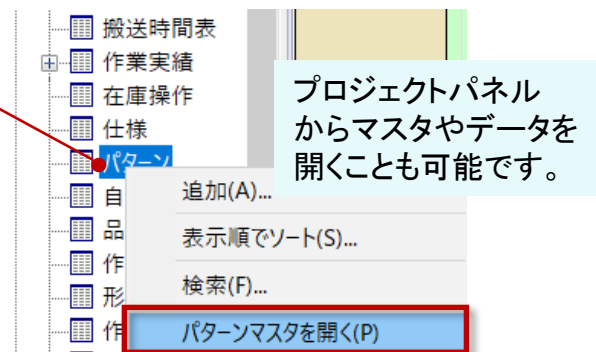 搬送時間表
作業実績
在庫操作
仕様
パターン
自
品
作
形
作
プロジェクトパネル
からマスタやデータを
開くことも可能です。
追加(A)...
表示順でソート(S)...
検索(F)...
パターンマスタを開く(P)